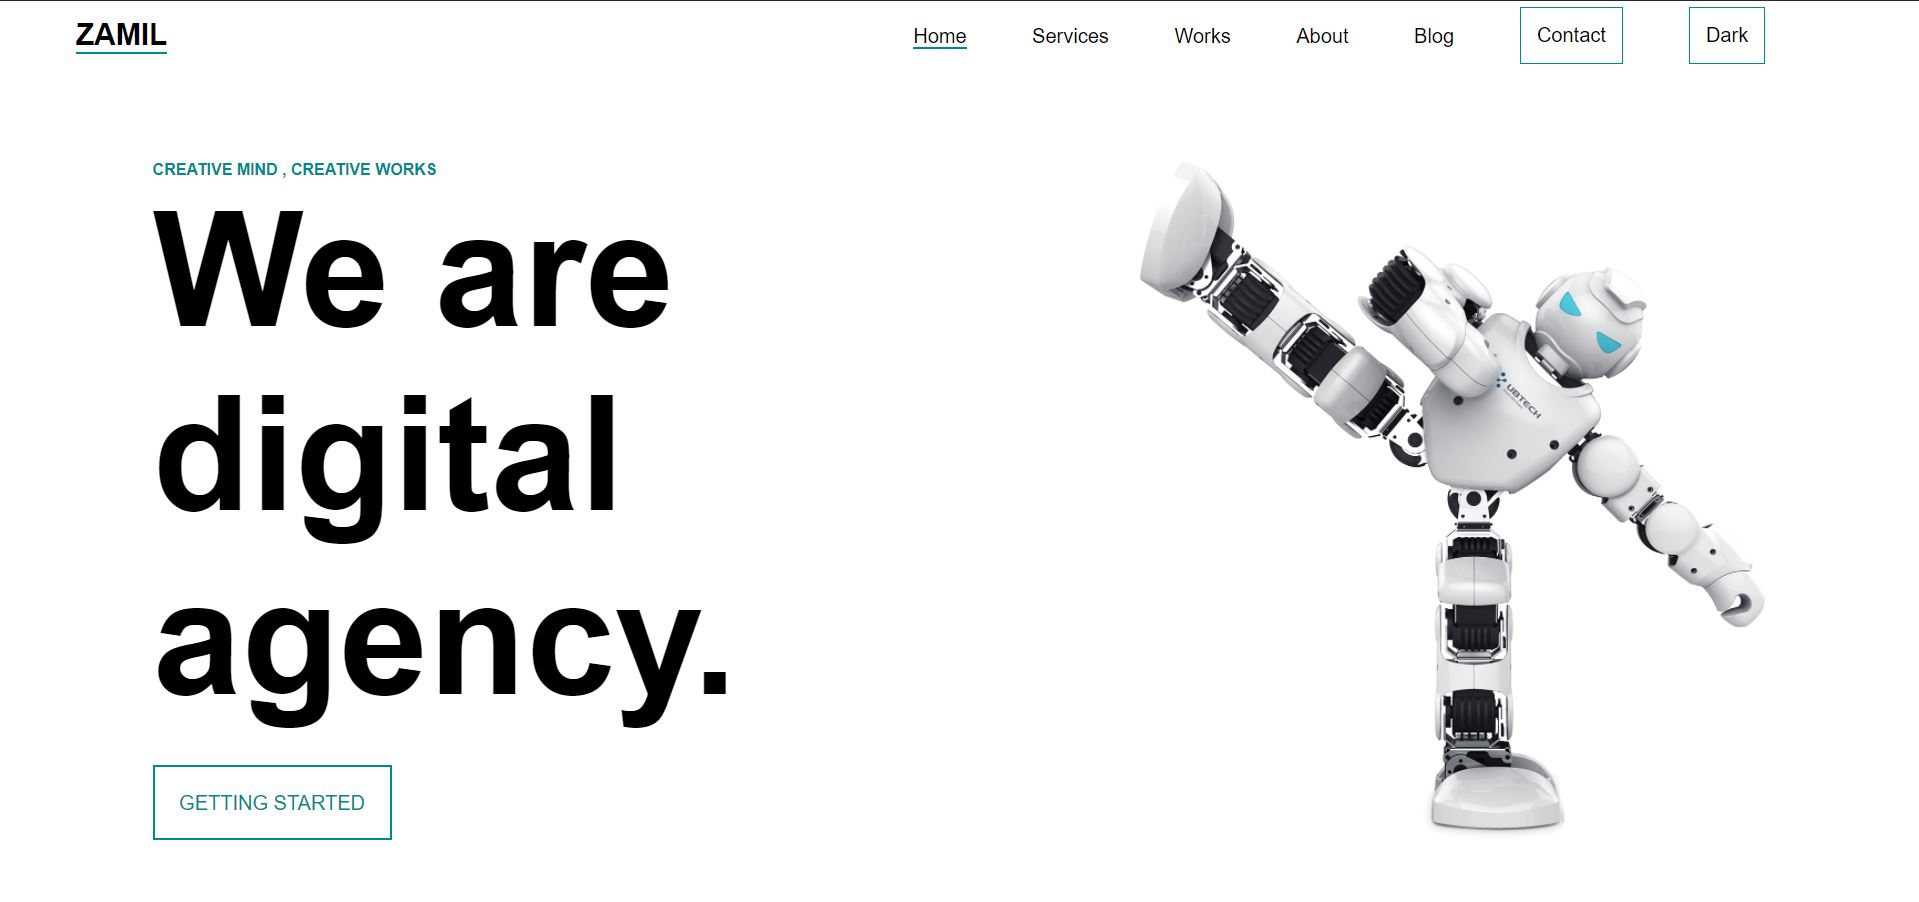 ZAMIL
Home Services Works About Blog Contact Dark
CREATIVE MIND , CREATIVE WORKS
We are
digital
agency.
GETTING STARTED
UBTECH